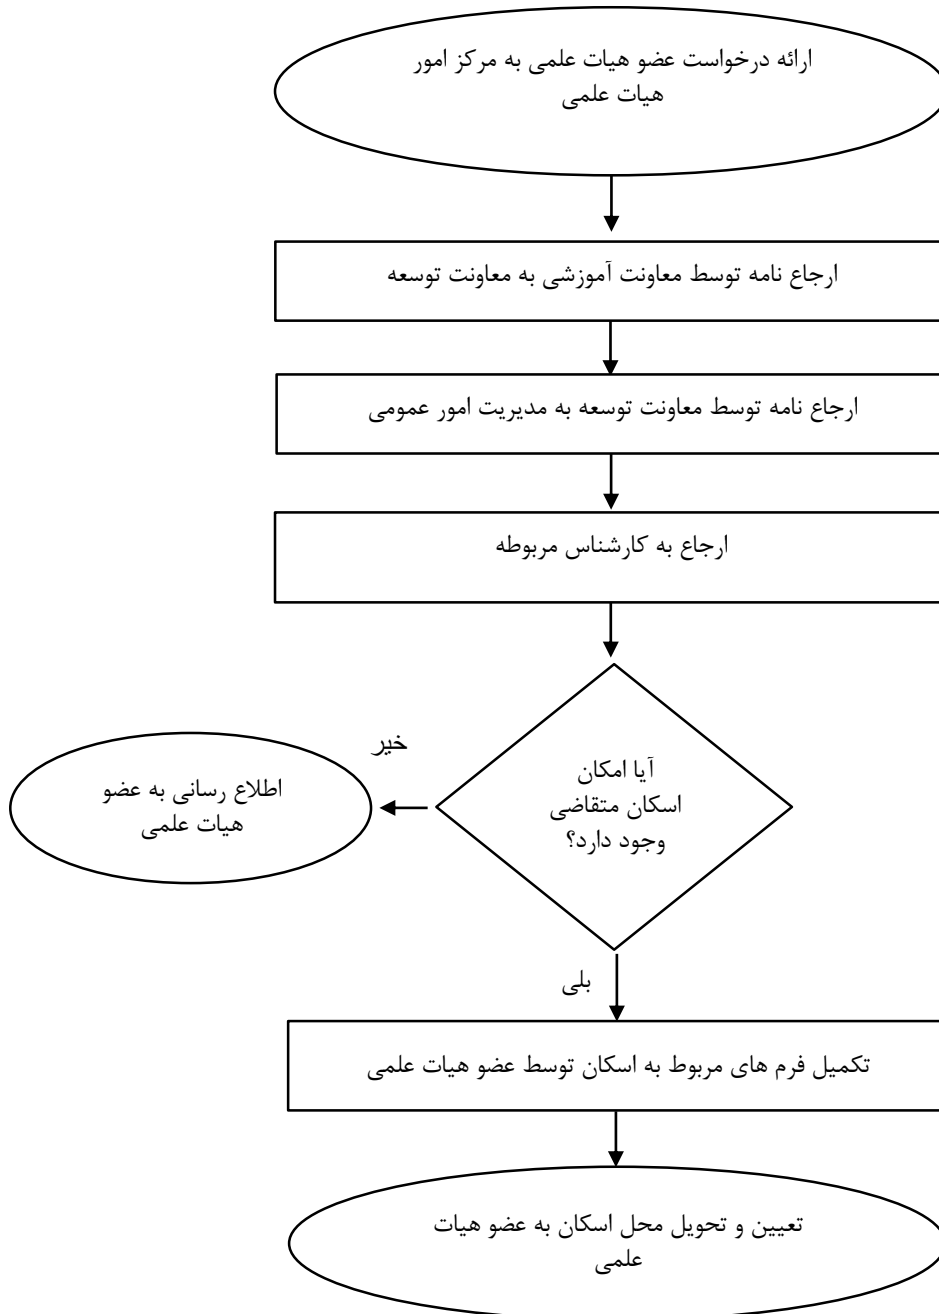 ارائه درخواست عضو هیات علمی به مرکز امور
هیات علمی
ارجاع نامه توسط معاونت آموزشی به معاونت توسعه
ارجاع نامه توسط معاونت توسعه به مدیریت امور عمومی
ارجاع به کارشناس مربوطه
آیا امکان
اسکان متقاضی
وجود دارد؟
خیر
اطلاع رسانی به عضو
هیات علمی
بلی
تکمیل فرم های مربوط به اسکان توسط عضو هیات علمی
تعیین و تحویل محل اسکان به عضو هیات
علمی